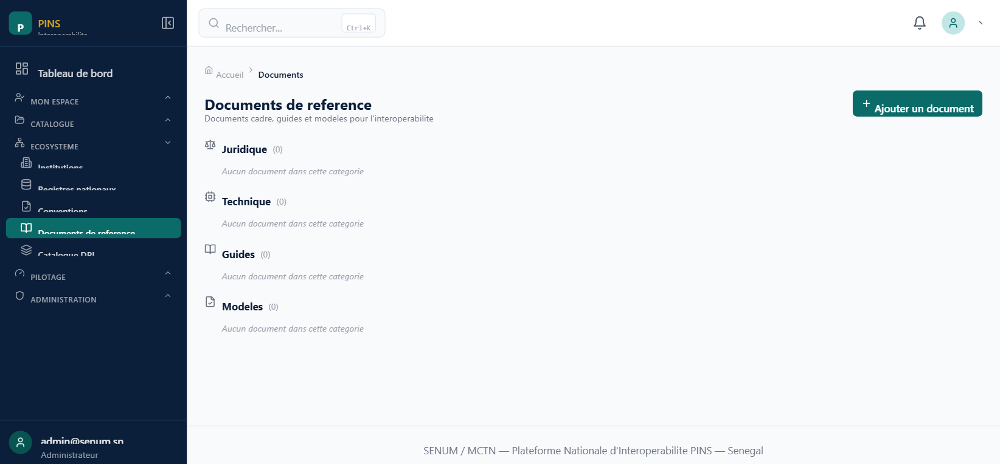 P
PINS
Interoperabilite
Rechercher...
Ctrl+K
Tableau de bord
MON ESPACE
CATALOGUE
ECOSYSTEME
Institutions
Registres nationaux
Conventions
Documents de reference
Catalogue DPI
PILOTAGE
ADMINISTRATION
admin@senum.sn
Administrateur
Accueil
Documents
Documents de reference
Documents cadre, guides et modeles pour l'interoperabilite
Ajouter un document
Juridique (0)
Aucun document dans cette categorie
Technique (0)
Aucun document dans cette categorie
Guides (0)
Aucun document dans cette categorie
Modeles (0)
Aucun document dans cette categorie
SENUM / MCTN — Plateforme Nationale d'Interoperabilite PINS — Senegal